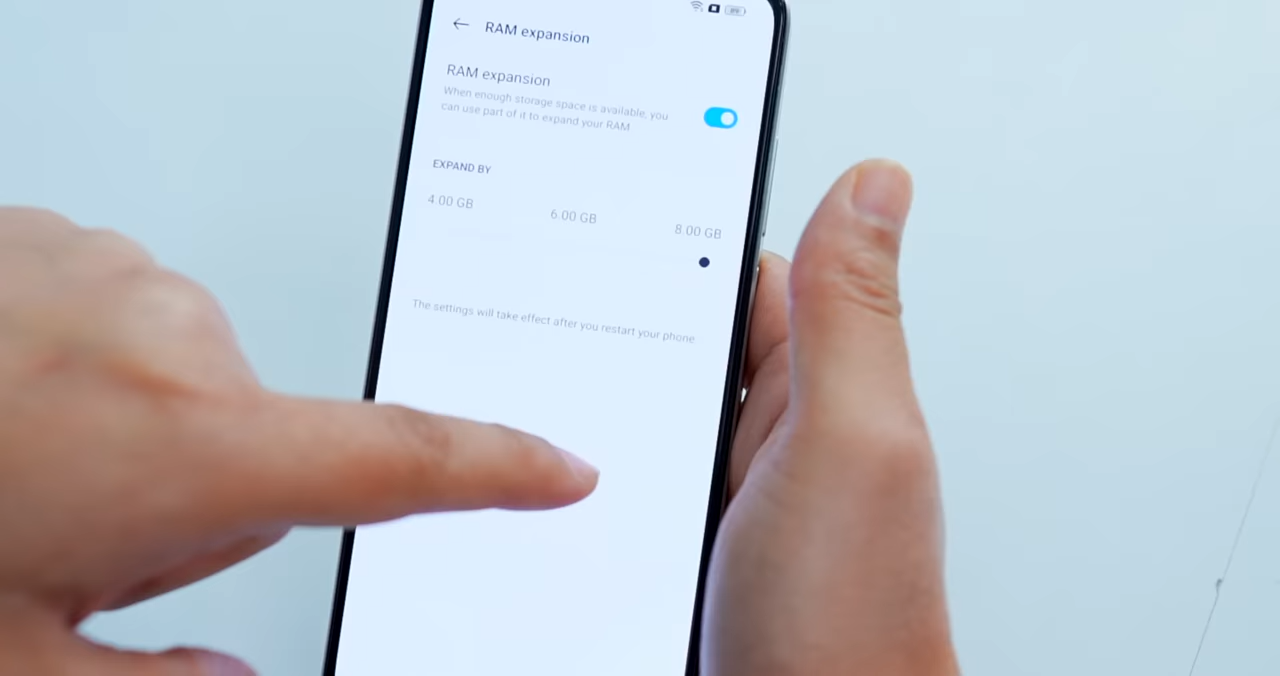 RAM expansion
RAM expansion
When enough storage space is available, you
can use part of it to expand your RAM
EXPAND BY
4.00 GB 6.00 GB 8.00 GB
The settings will take effect after you restart your phone